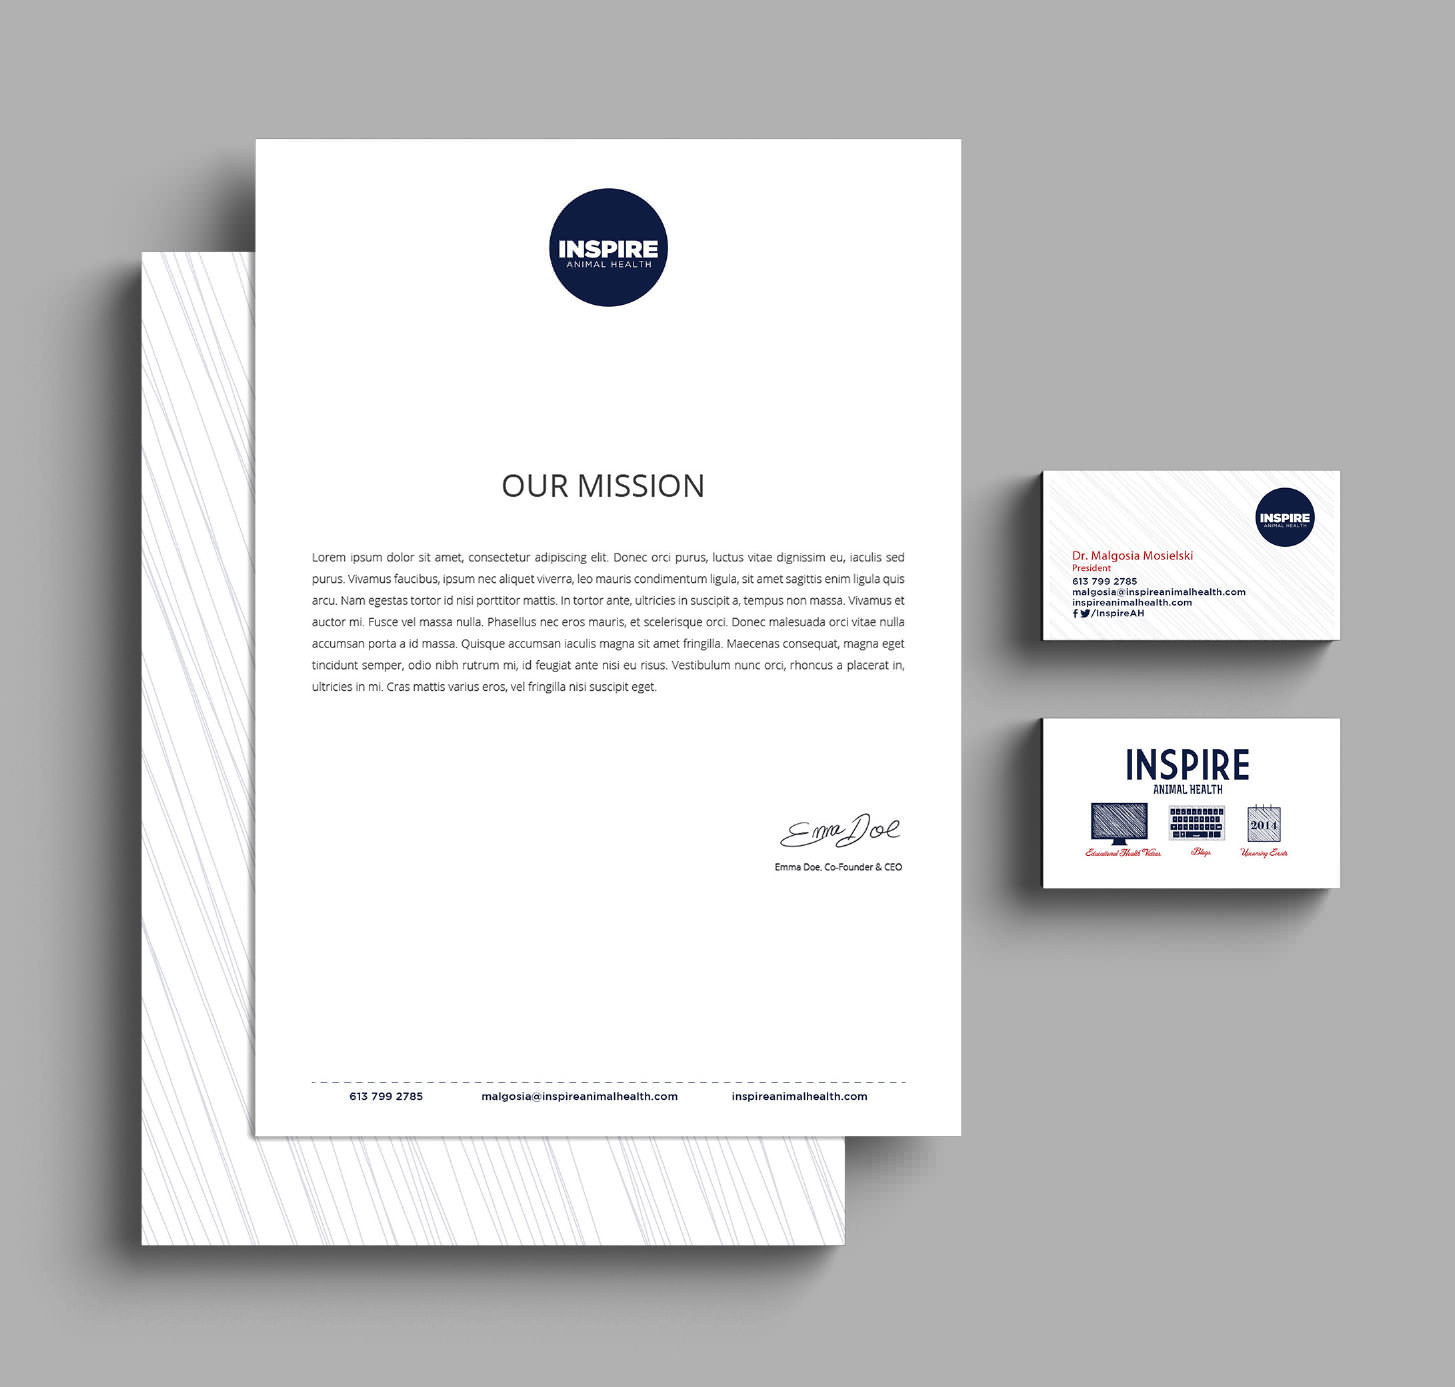 INSPIRE
ANIMAL HEALTH
OUR MISSION
Lorem ipsum dolor sit amet, consectetur adipiscing elit. Donec orci purus, luctus vitae dignissim eu, iaculis sed
purus. Vivamus faucibus, ipsum nec aliquet viverra, leo mauris condimentum ligula, sit amet sagittis enim ligula quis
arcu. Nam egestas tortor id nisi porttitor mattis. In tortor ante, ultricies in suscipit a, tempus non massa. Vivamus et
auctor mi. Fusce vel massa nulla. Phasellus nec eros mauris, et scelerisque orci. Donec malesuada orci vitae nulla
accumsan porta a id massa. Quisque accumsan iaculis magna sit amet fringilla. Maecenas consequat, magna eget
tincidunt semper, odio nibh rutrum mi, id feugiat ante nisi eu risus. Vestibulum nunc orci, rhoncus a placerat in,
ultricies in mi. Cras mattis varius eros, vel fringilla nisi suscipit eget.
Emma Doe
Emma Doe, Co-Founder & CEO
613 799 2785 malgosia@inspireanimalhealth.com inspireanimalhealth.com
INSPIRE
ANIMAL HEALTH
Dr. Malgosia Mosielski
President
613 799 2785
malgosia@inspireanimalhealth.com
inspireanimalhealth.com
/InspireAH
INSPIRE
ANIMAL HEALTH
2014
Educational Health Videos Blogs Upcoming Events